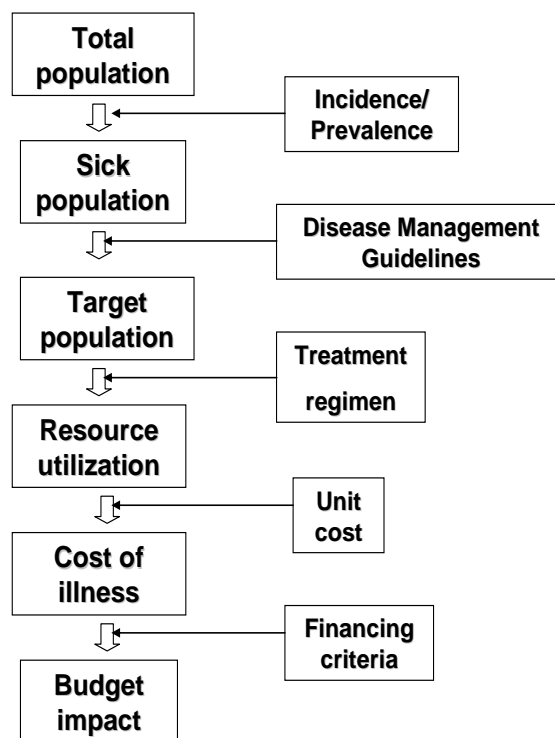 Total
population
Incidence/
Prevalence
Sick
population
Disease Management
Guidelines
Target
population
Treatment
regimen
Resource
utilization
Unit
cost
Cost of
illness
Financing
criteria
Budget
impact